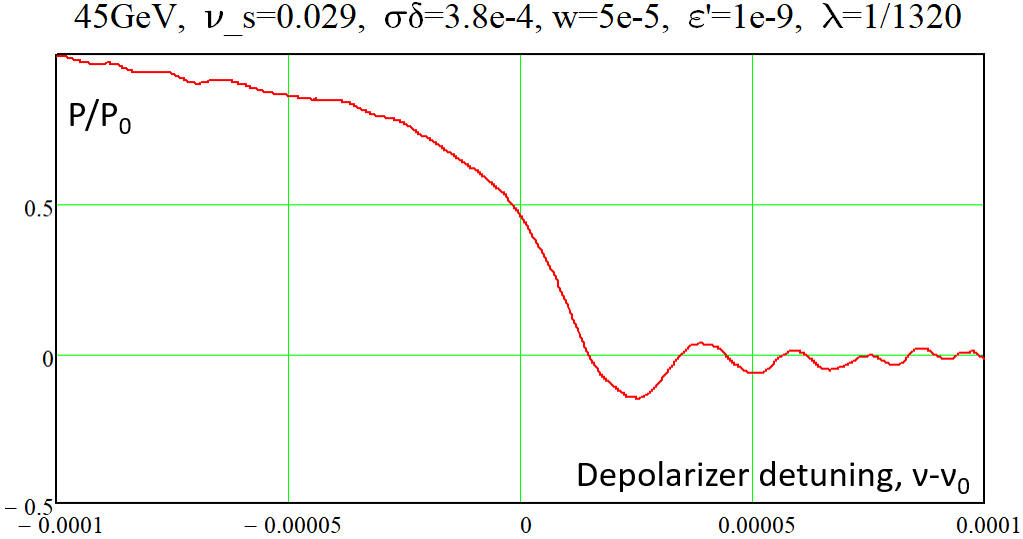 45GeV, ν_s=0.029, σδ=3.8e-4, w=5e-5, ε'=1e-9, λ=1/1320
P/P₀
0.5
0
− 0.5
Depolarizer detuning, ν-ν₀
− 0.0001 − 0.00005 0 0.00005 0.0001